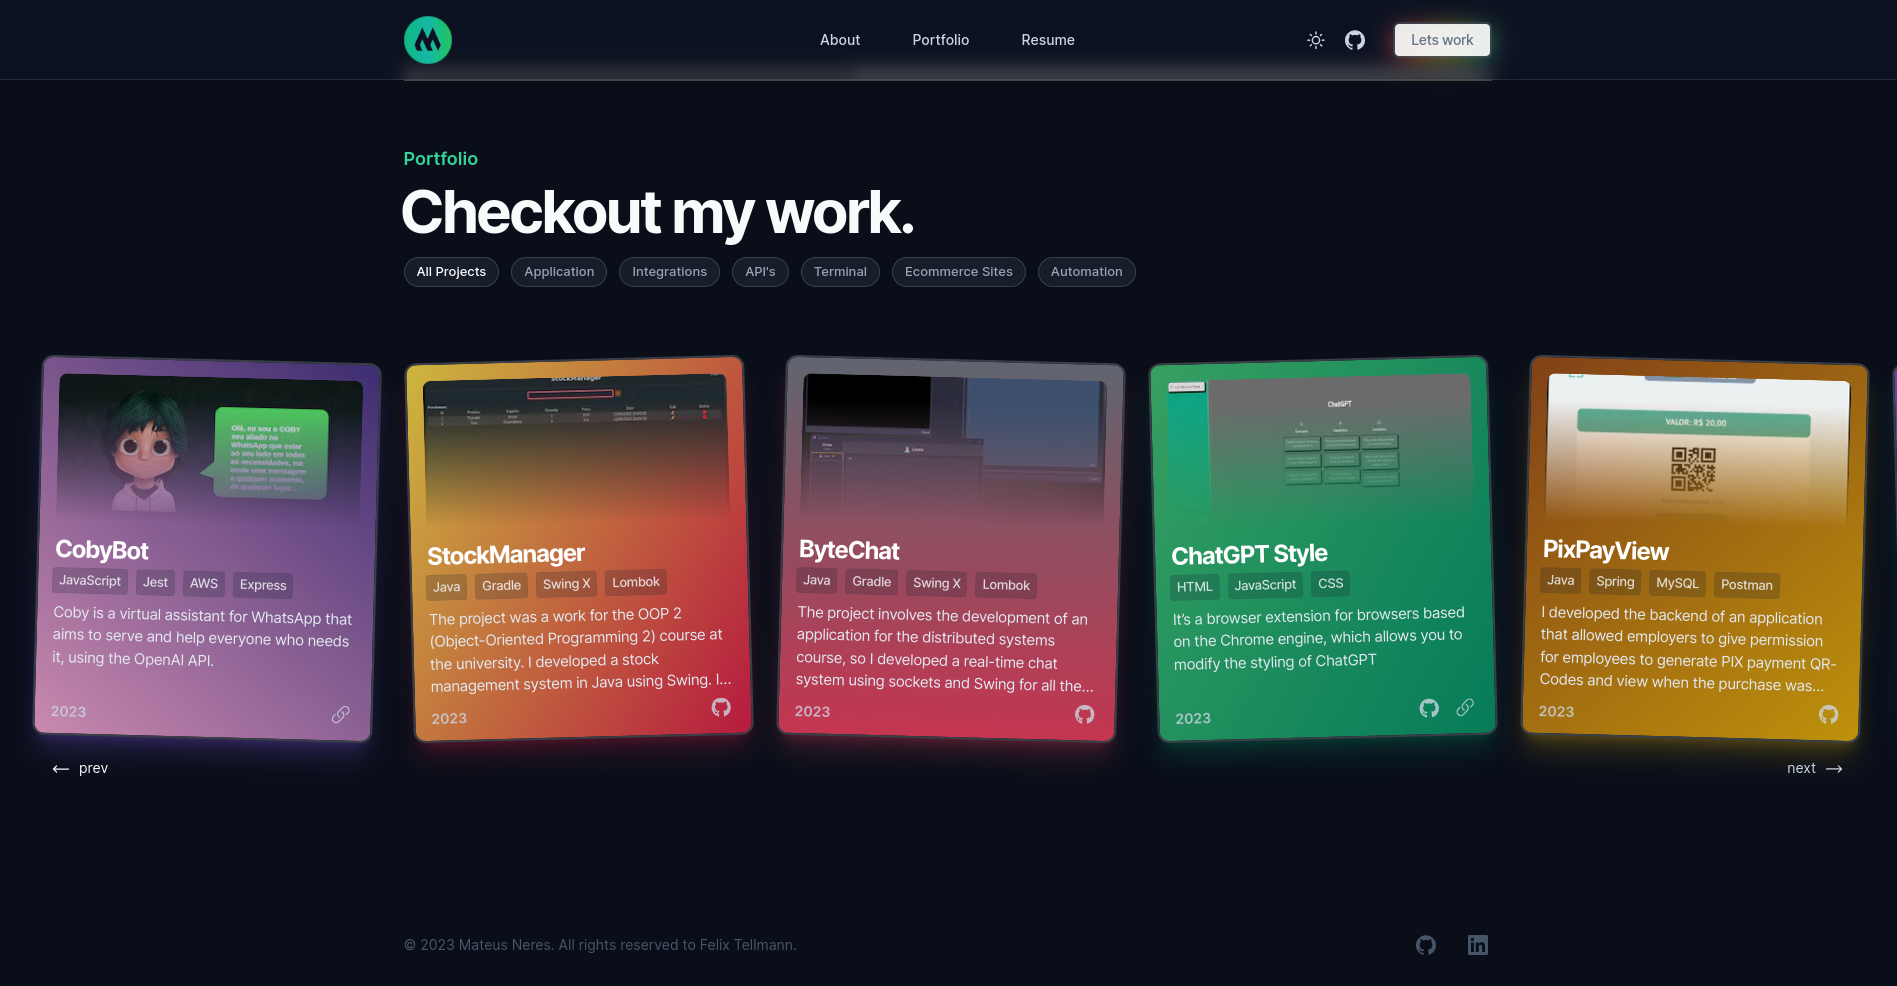 About
Portfolio
Resume
Lets work
Portfolio
Checkout my work.
All Projects
Application
Integrations
API's
Terminal
Ecommerce Sites
Automation
Olá, eu sou o COBY
seu aliado no
WhatsApp que estar
ao seu lado em todas
as necessidades, me
envie uma mensagem
a qualquer momento,
de qualquer lugar...
CobyBot
JavaScript
Jest
AWS
Express
Coby is a virtual assistant for WhatsApp that
aims to serve and help everyone who needs
it, using the OpenAI API.
2023
StockManager
StockManager
Java
Gradle
Swing X
Lombok
The project was a work for the OOP 2
(Object-Oriented Programming 2) course at
the university. I developed a stock
management system in Java using Swing. I...
2023
ByteChat
Java
Gradle
Swing X
Lombok
The project involves the development of an
application for the distributed systems
course, so I developed a real-time chat
system using sockets and Swing for all the...
2023
ChatGPT
ChatGPT Style
HTML
JavaScript
CSS
It's a browser extension for browsers based
on the Chrome engine, which allows you to
modify the styling of ChatGPT
2023
VALOR: R$ 20,00
PixPayView
Java
Spring
MySQL
Postman
I developed the backend of an application
that allowed employers to give permission
for employees to generate PIX payment QR-
Codes and view when the purchase was...
2023
prev
next
© 2023 Mateus Neres. All rights reserved to Felix Tellmann.